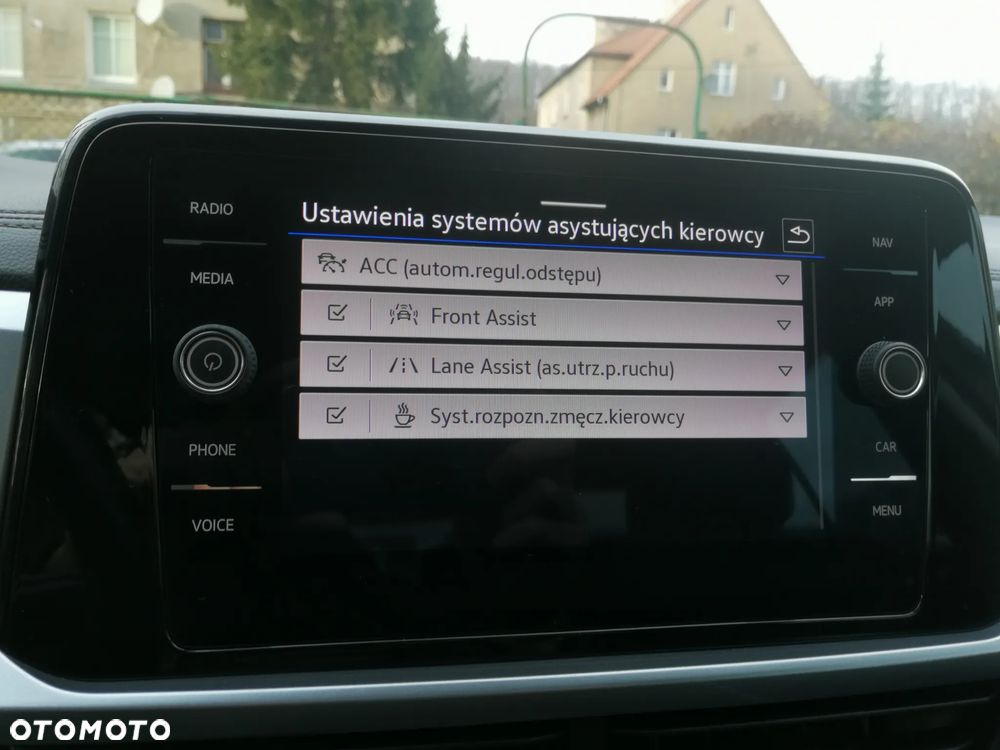 RADIO
MEDIA
PHONE
VOICE
Ustawienia systemów asystujących kierowcy
ACC (autom.regul.odstępu)
Front Assist
Lane Assist (as.utrz.p.ruchu)
Syst.rozpozn.zmęcz.kierowcy
NAV
APP
CAR
MENU
OTOMOTO